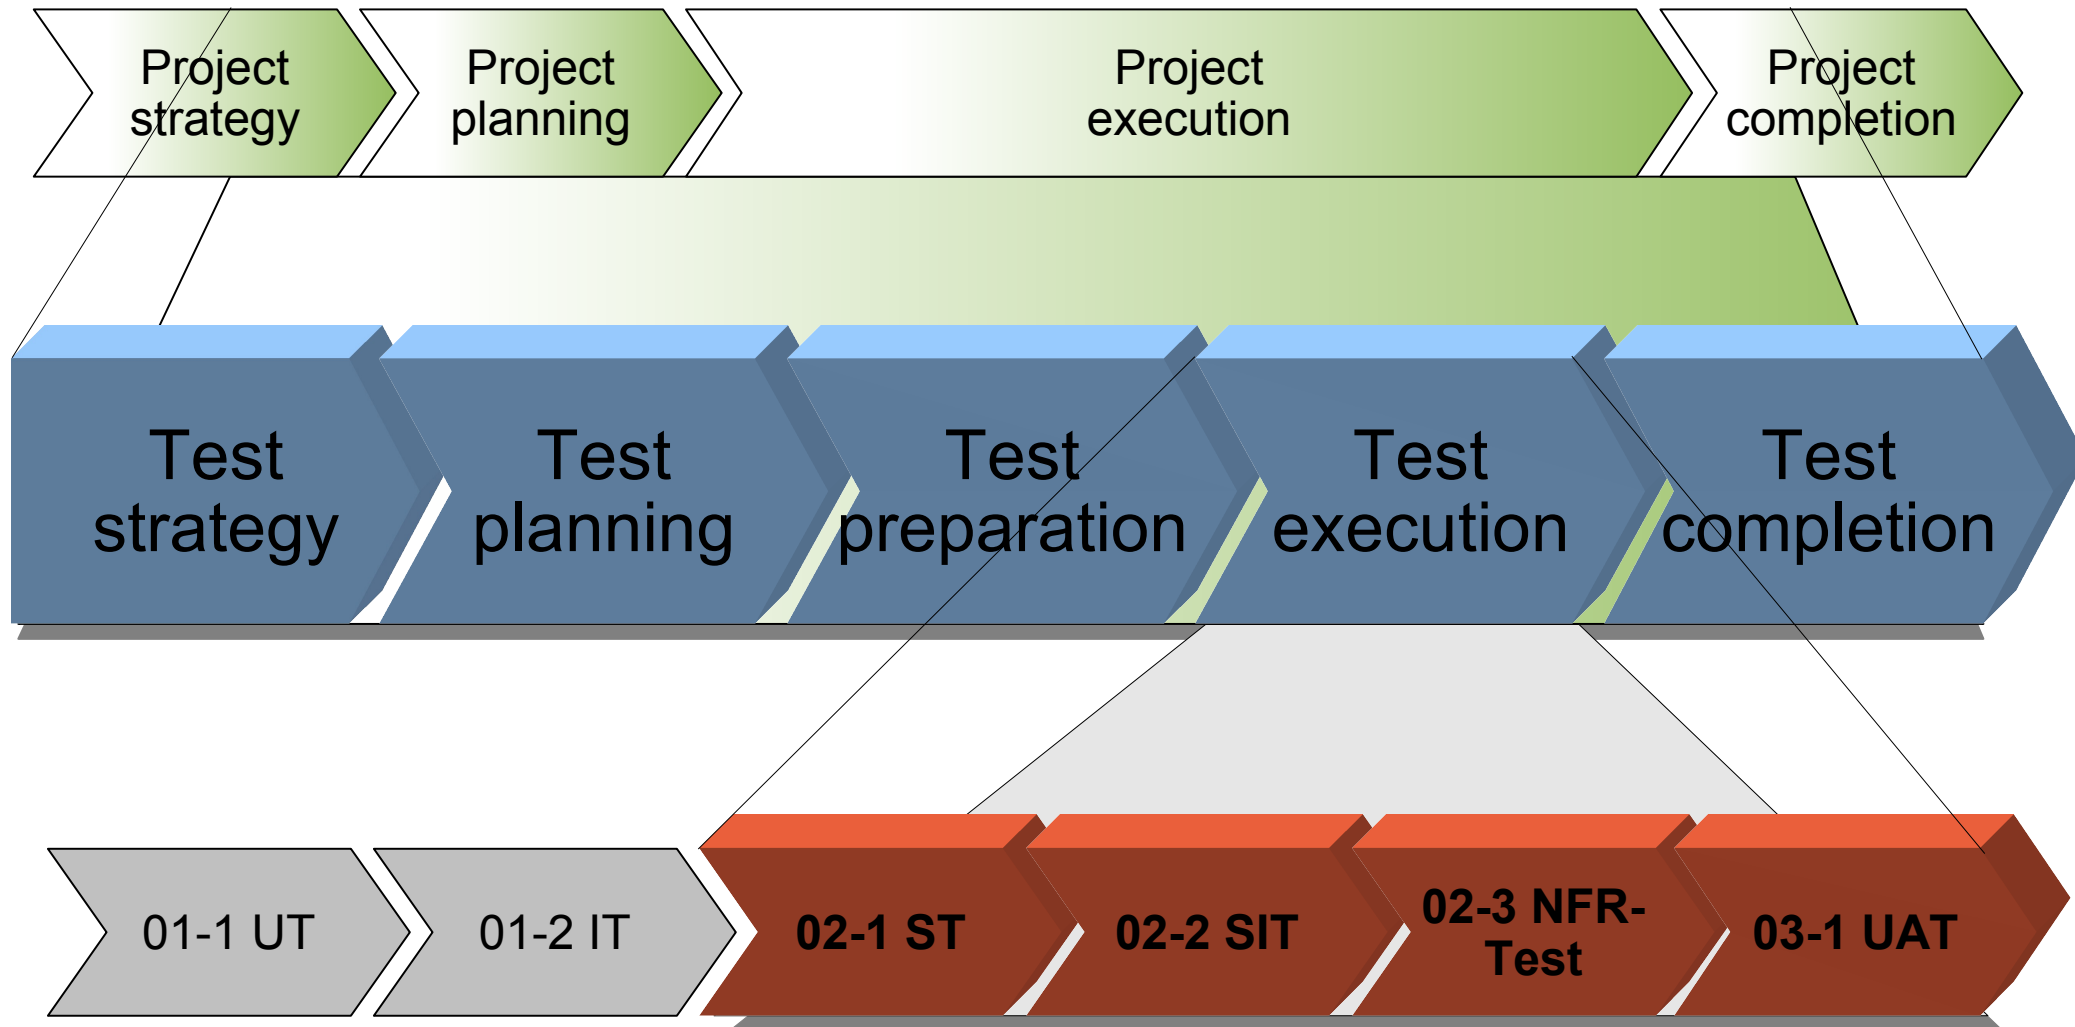 Project
strategy
Project
planning
Project
execution
Project
completion
Test
strategy
Test
planning
Test
preparation
Test
execution
Test
completion
01-1 UT
01-2 IT
02-1 ST
02-2 SIT
02-3 NFR-
Test
03-1 UAT